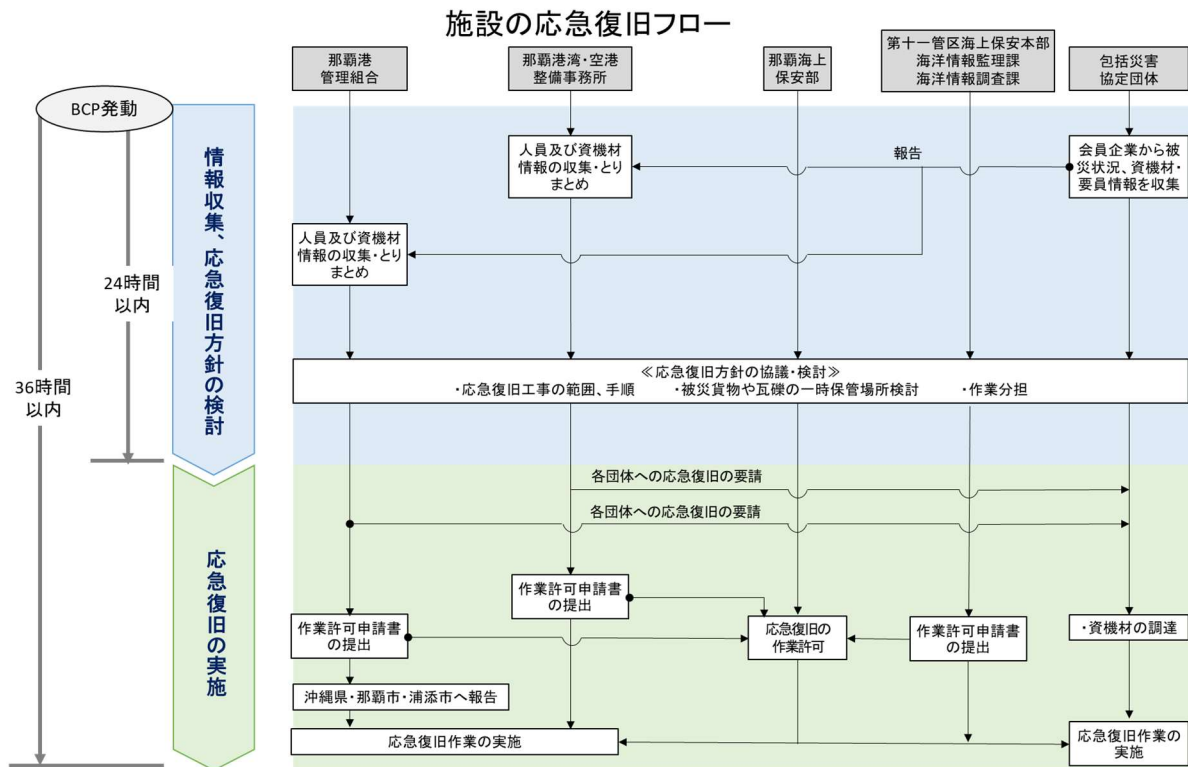 施設の応急復旧フロー
那覇港
管理組合
那覇港湾・空港
整備事務所
那覇海上
保安部
第十一管区海上保安本部
海洋情報監理課
海洋情報調査課
包括災害
協定団体
BCP発動
情報収集、応急復旧方針の検討
24時間
以内
36時間
以内
人員及び資機材
情報の収集・とり
まとめ
報告
会員企業から被
災状況、資機材・
要員情報を収集
人員及び資機材
情報の収集・とり
まとめ
≪応急復旧方針の協議・検討≫
・応急復旧工事の範囲、手順 ・被災貨物や瓦礫の一時保管場所検討 ・作業分担
応急復旧の実施
各団体への応急復旧の要請
各団体への応急復旧の要請
作業許可申請書
の提出
作業許可申請書
の提出
応急復旧の
作業許可
作業許可申請書
の提出
・資機材の調達
沖縄県・那覇市・浦添市へ報告
応急復旧作業の実施
応急復旧作業の
実施